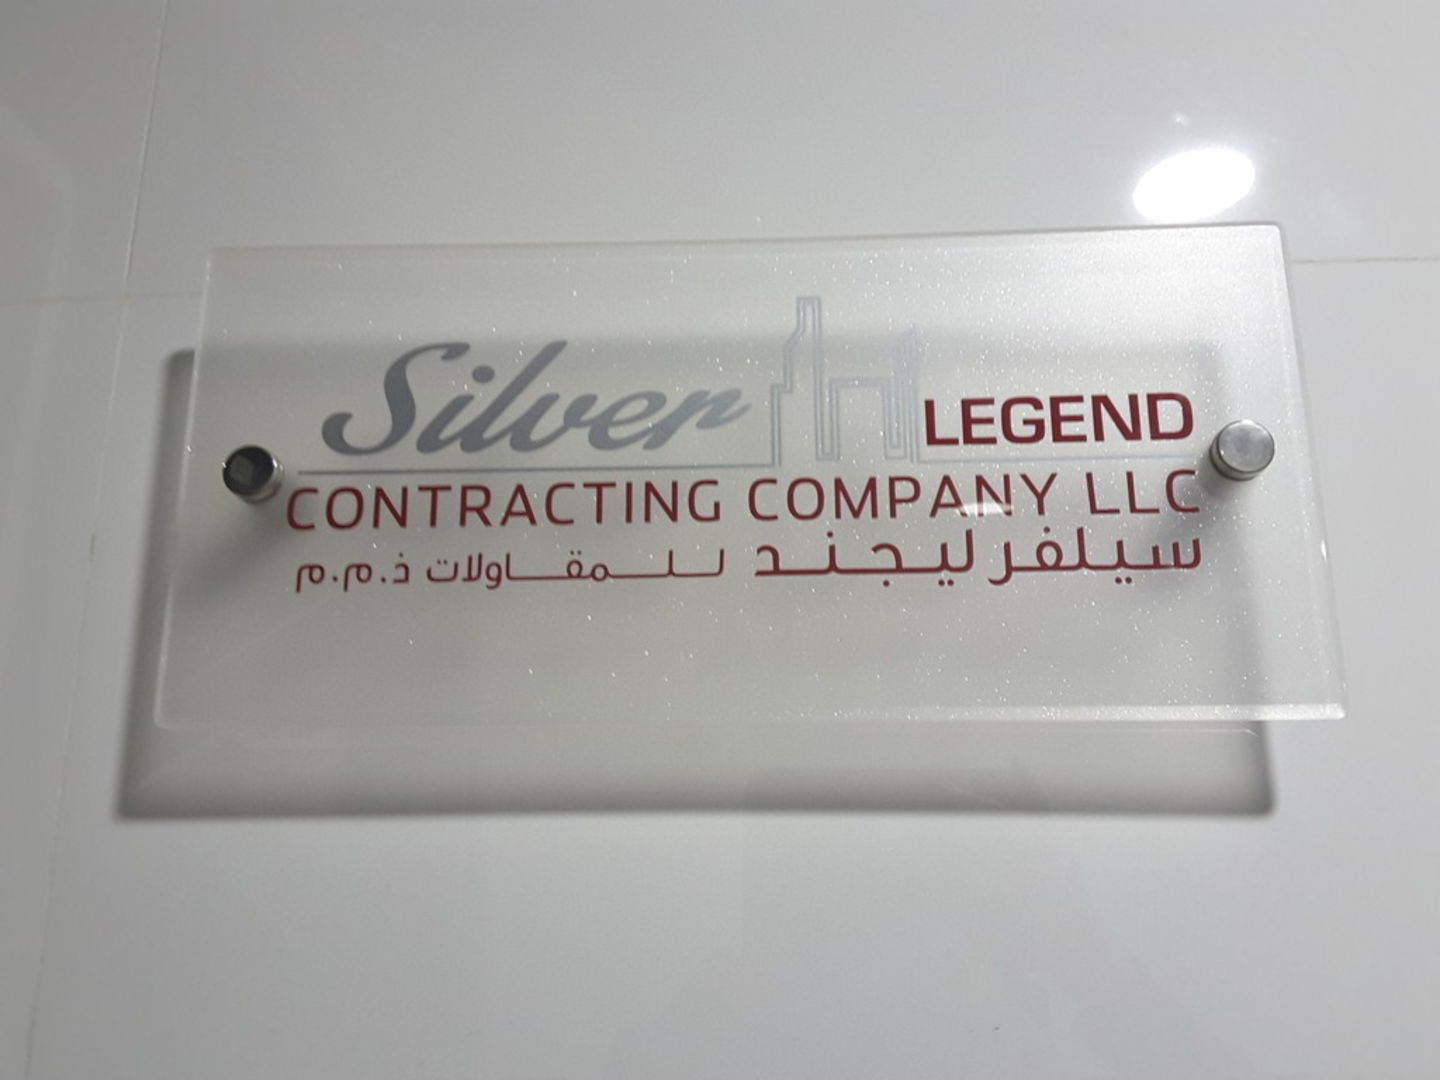 Silver LEGEND
CONTRACTING COMPANY LLC
سيلفر ليجند للمقاولات ذ.م.م